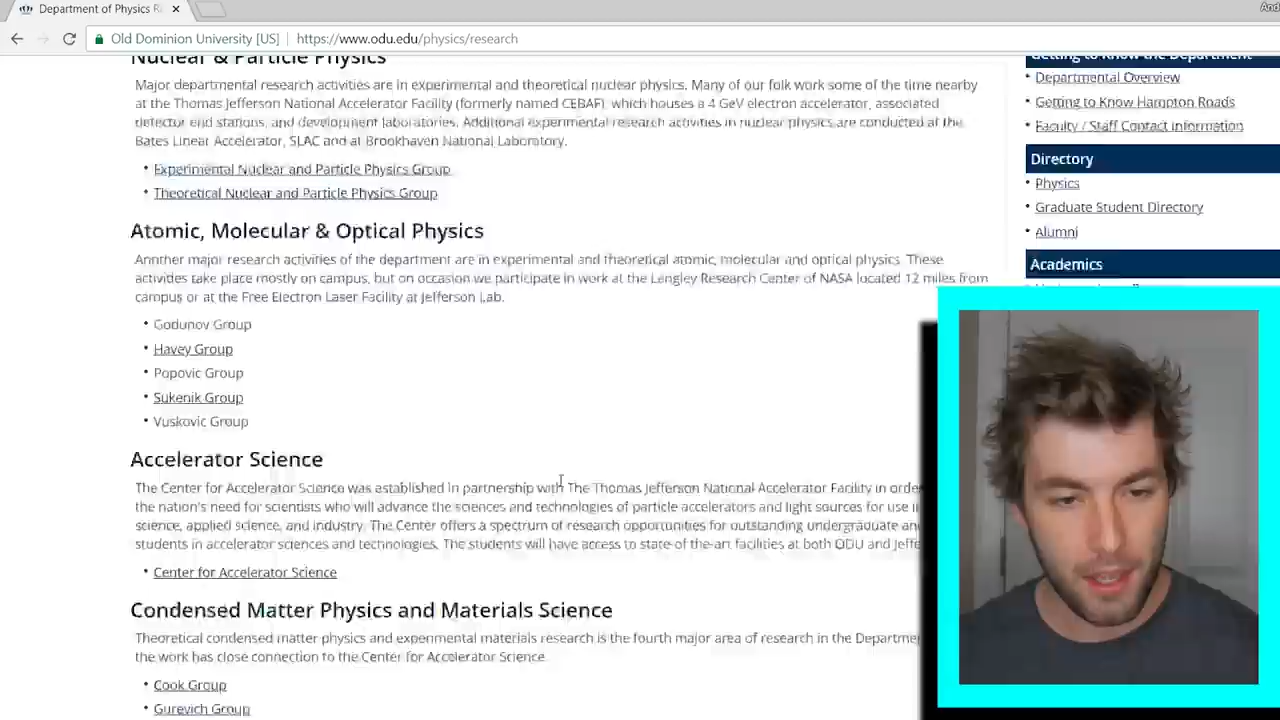 Department of Physics R
And
Old Dominion University [US]
https://www.odu.edu/physics/research
Nuclear & Particle Physics
Major departmental research activities are in experimental and theoretical nuclear physics. Many of our folk work some of the time nearby
at the Thomas Jefferson National Accelerator Facility (formerly named CEBAF), which houses a 4 GeV electron accelerator, associated
detector end stations, and development laboratories. Additional experimental research activities in nuclear physics are conducted at the
Bates Linear Accelerator, SLAC and at Brookhaven National Laboratory.
• Experimental Nuclear and Particle Physics Group
• Theoretical Nuclear and Particle Physics Group
Atomic, Molecular & Optical Physics
Another major research activities of the department are in experimental and theoretical atomic, molecular and optical physics. These
activities take place mostly on campus, but on occasion we participate in work at the Langley Research Center of NASA located 12 miles from
campus or at the Free Electron Laser Facility at Jefferson Lab.
• Godunov Group
• Havey Group
• Popovic Group
• Sukenik Group
• Vuskovic Group
Accelerator Science
The Center for Accelerator Science was established in partnership with The Thomas Jefferson National Accelerator Facility in order
the nation's need for scientists who will advance the sciences and technologies of particle accelerators and light sources for use i
science, applied science, and industry. The Center offers a spectrum of research opportunities for outstanding undergraduate an
students in accelerator sciences and technologies. The students will have access to state-of-the-art facilities at both ODU and Jeffe
• Center for Accelerator Science
Condensed Matter Physics and Materials Science
Theoretical condensed matter physics and expermental materials research is the fourth major area of research in the Departme
the work has close connection to the Center for Accelerator Science.
• Cook Group
• Gurevich Group
Getting to Know the Department
• Departmental Overview
• Getting to Know Hampton Roads
• Faculty / Staff Contact Information
Directory
• Physics
• Graduate Student Directory
• Alumni
Academics